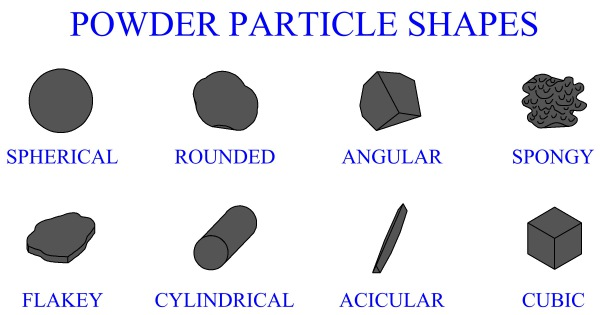 POWDER PARTICLE SHAPES
SPHERICAL
ROUNDED
ANGULAR
SPONGY
FLAKEY
CYLINDRICAL
ACICULAR
CUBIC